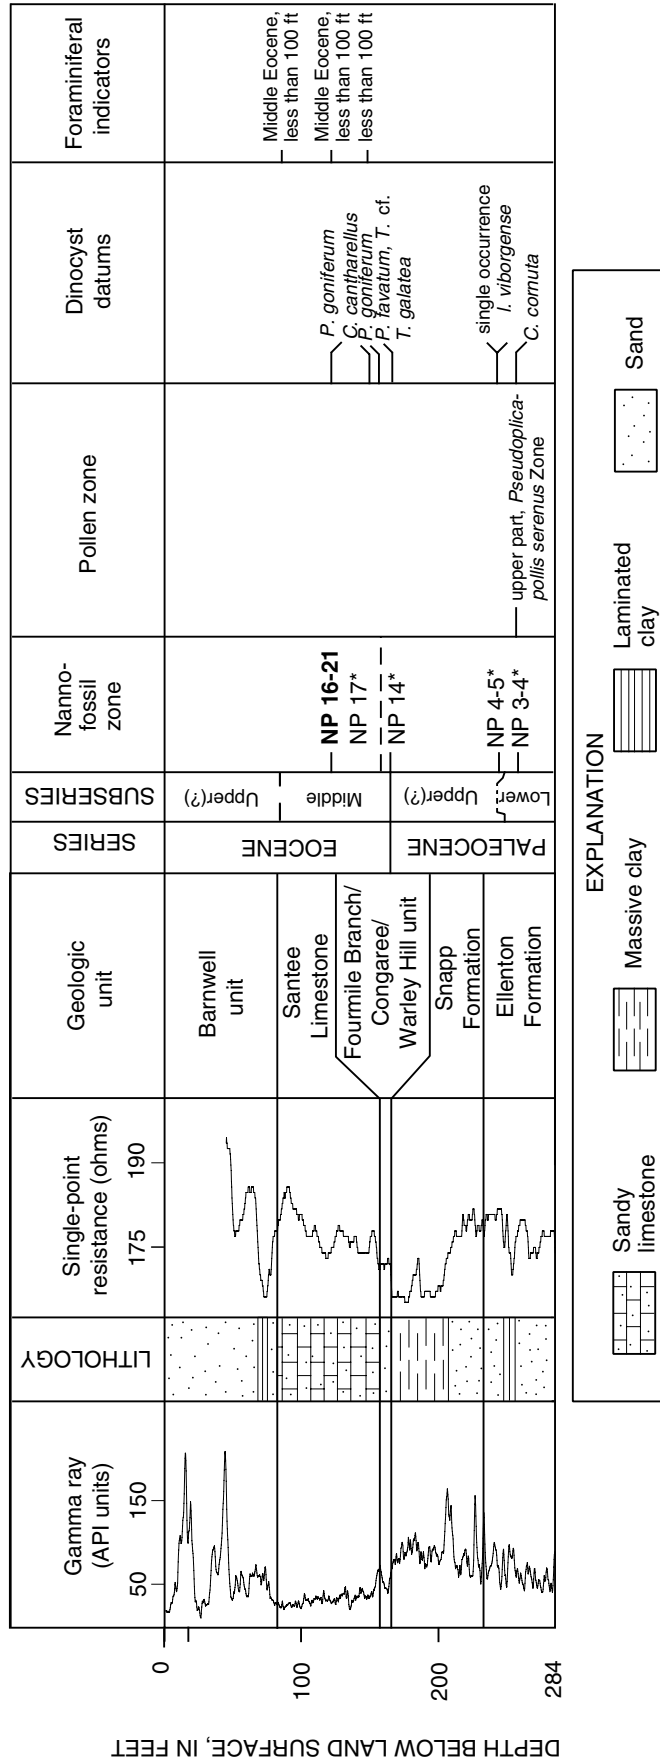 DEPTH BELOW LAND SURFACE, IN FEET
0
100
200
284
Gamma ray
(API units)
50
150
LITHOLOGY
Single-point
resistance (ohms)
175
190
Geologic
unit
Barnwell
unit
Santee
Limestone
Fourmile Branch/
Congaree/
Warley Hill unit
Snapp
Formation
Ellenton
Formation
SERIES
EOCENE
PALEOCENE
SUBSERIES
Upper(?)
Middle
Upper(?)
Lower
Nanno-
fossil
zone
NP 16-21
NP 17*
NP 14*
NP 4-5*
NP 3-4*
Pollen zone
upper part, Pseudoplica-
pollis serenus Zone
Dinocyst
datums
P. goniferum
C. cantharellus
P. goniferum
P. favatum, T. cf.
T. galatea
single occurrence
I. viborgense
C. cornuta
Foraminiferal
indicators
Middle Eocene,
less than 100 ft
Middle Eocene,
less than 100 ft
less than 100 ft
EXPLANATION
Sandy
limestone
Massive clay
Laminated
clay
Sand